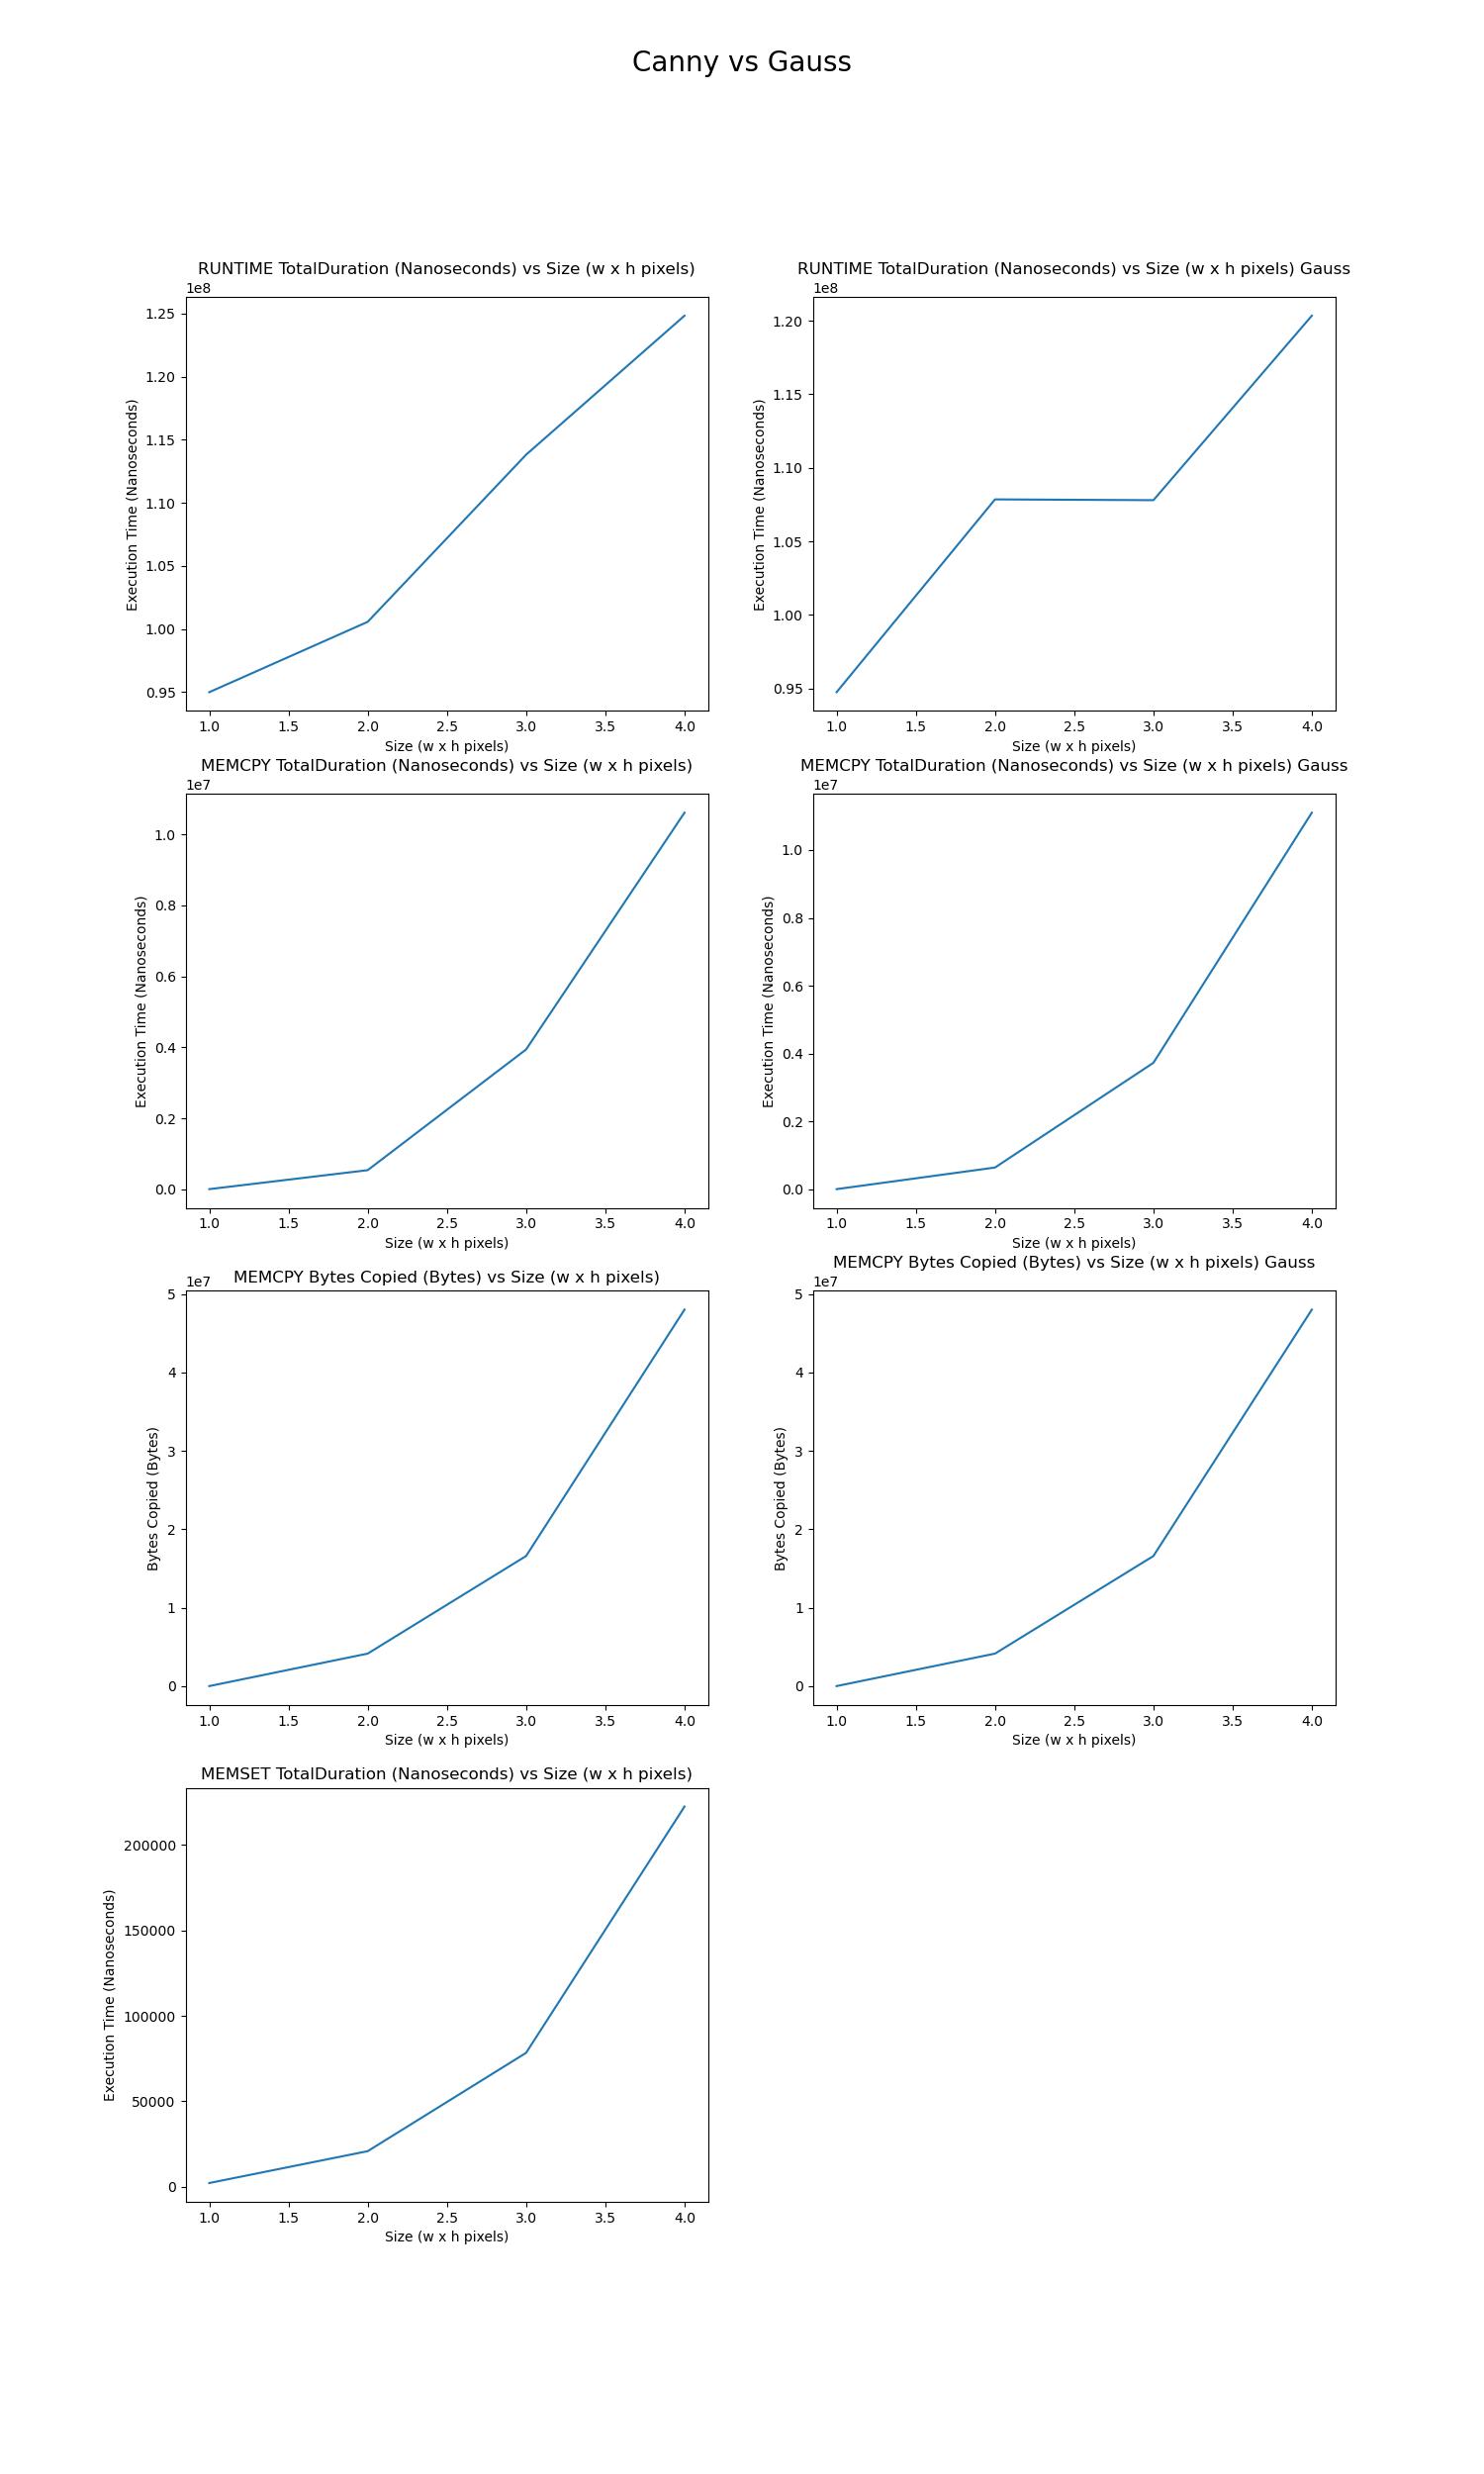 Canny vs Gauss
RUNTIME TotalDuration (Nanoseconds) vs Size (w x h pixels)
1e8
Execution Time (Nanoseconds)
1.25
1.20
1.15
1.10
1.05
1.00
0.95
1.0 1.5 2.0 2.5 3.0 3.5 4.0
Size (w x h pixels)
RUNTIME TotalDuration (Nanoseconds) vs Size (w x h pixels) Gauss
1e8
Execution Time (Nanoseconds)
1.20
1.15
1.10
1.05
1.00
0.95
1.0 1.5 2.0 2.5 3.0 3.5 4.0
Size (w x h pixels)
MEMCPY TotalDuration (Nanoseconds) vs Size (w x h pixels)
1e7
Execution Time (Nanoseconds)
1.0
0.8
0.6
0.4
0.2
0.0
1.0 1.5 2.0 2.5 3.0 3.5 4.0
Size (w x h pixels)
MEMCPY TotalDuration (Nanoseconds) vs Size (w x h pixels) Gauss
1e7
Execution Time (Nanoseconds)
1.0
0.8
0.6
0.4
0.2
0.0
1.0 1.5 2.0 2.5 3.0 3.5 4.0
Size (w x h pixels)
MEMCPY Bytes Copied (Bytes) vs Size (w x h pixels)
1e7
Bytes Copied (Bytes)
5
4
3
2
1
0
1.0 1.5 2.0 2.5 3.0 3.5 4.0
Size (w x h pixels)
MEMCPY Bytes Copied (Bytes) vs Size (w x h pixels) Gauss
1e7
Bytes Copied (Bytes)
5
4
3
2
1
0
1.0 1.5 2.0 2.5 3.0 3.5 4.0
Size (w x h pixels)
MEMSET TotalDuration (Nanoseconds) vs Size (w x h pixels)
Execution Time (Nanoseconds)
200000
150000
100000
50000
0
1.0 1.5 2.0 2.5 3.0 3.5 4.0
Size (w x h pixels)